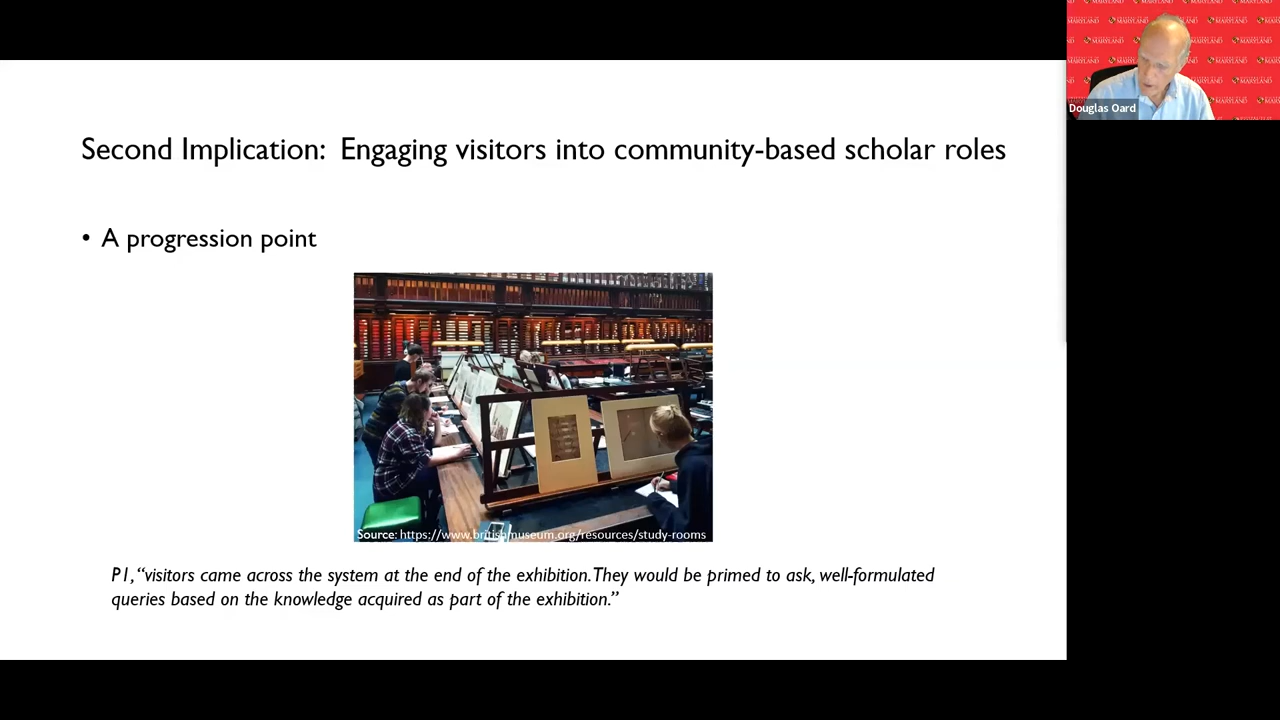 Second Implication: Engaging visitors into community-based scholar roles
• A progression point
Source: https://www.britishmuseum.org/resources/study-rooms
P1, “visitors came across the system at the end of the exhibition. They would be primed to ask, well-formulated
queries based on the knowledge acquired as part of the exhibition.”
MARYLAND
Douglas Oard